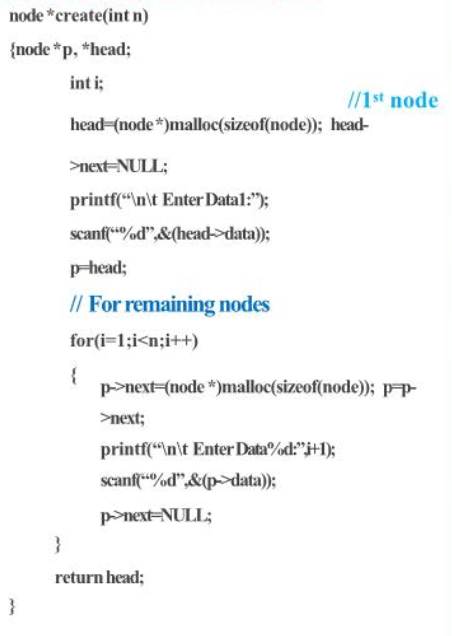 node *create(int n)
{node *p, *head;
int i;
//1st node
head=(node *)malloc(sizeof(node)); head-
>next=NULL;
printf(“\n\t Enter Data1:”);
scanf(“%d”,&(head->data));
p=head;
// For remaining nodes
for(i=1;i<n;i++)
{
p->next=(node *)malloc(sizeof(node)); p=p-
>next;
printf(“\n\t Enter Data%d:”,i+1);
scanf(“%d”,&(p->data));
p->next=NULL;
}
return head;
}